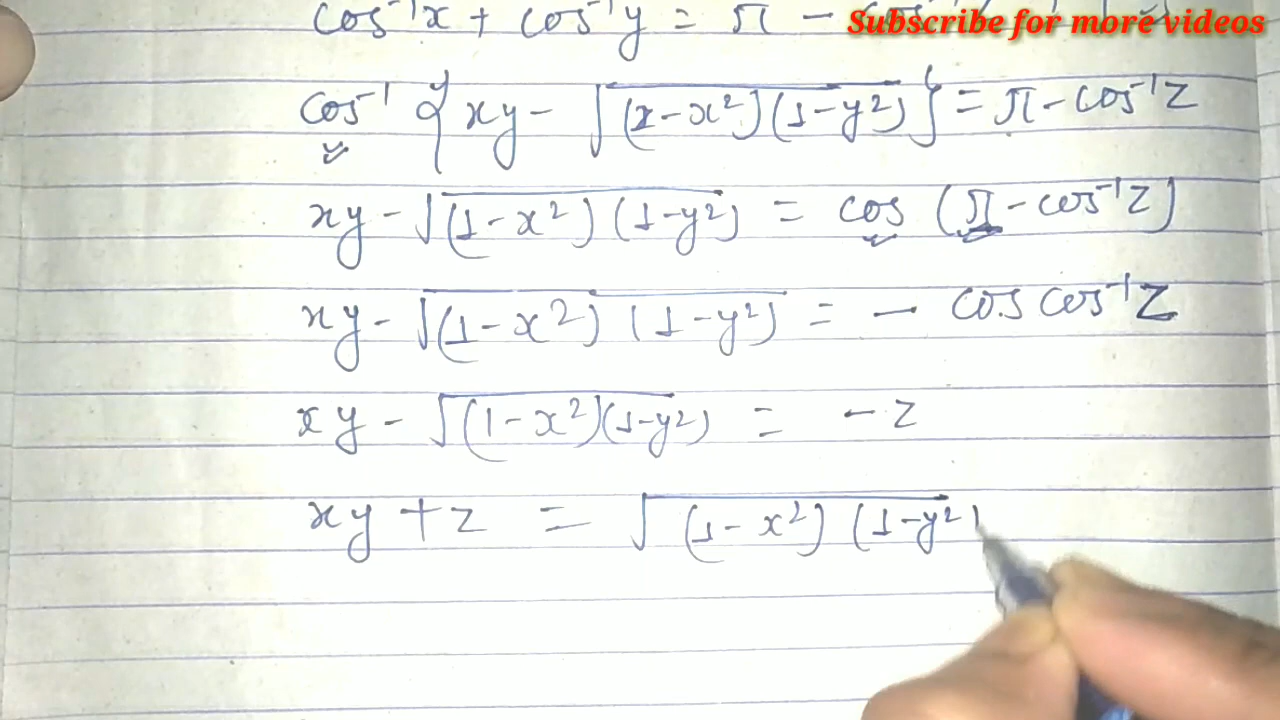 cos⁻¹x + cos⁻¹y = π -
Subscribe for more videos
cos⁻¹ { xy - √(1-x²)(1-y²) } = π - cos⁻¹z
xy - √(1-x²)(1-y²) = cos (π - cos⁻¹z)
xy - √(1-x²)(1-y²) = - cos cos⁻¹z
xy - √(1-x²)(1-y²) = -z
xy + z = √(1-x²)(1-y²)